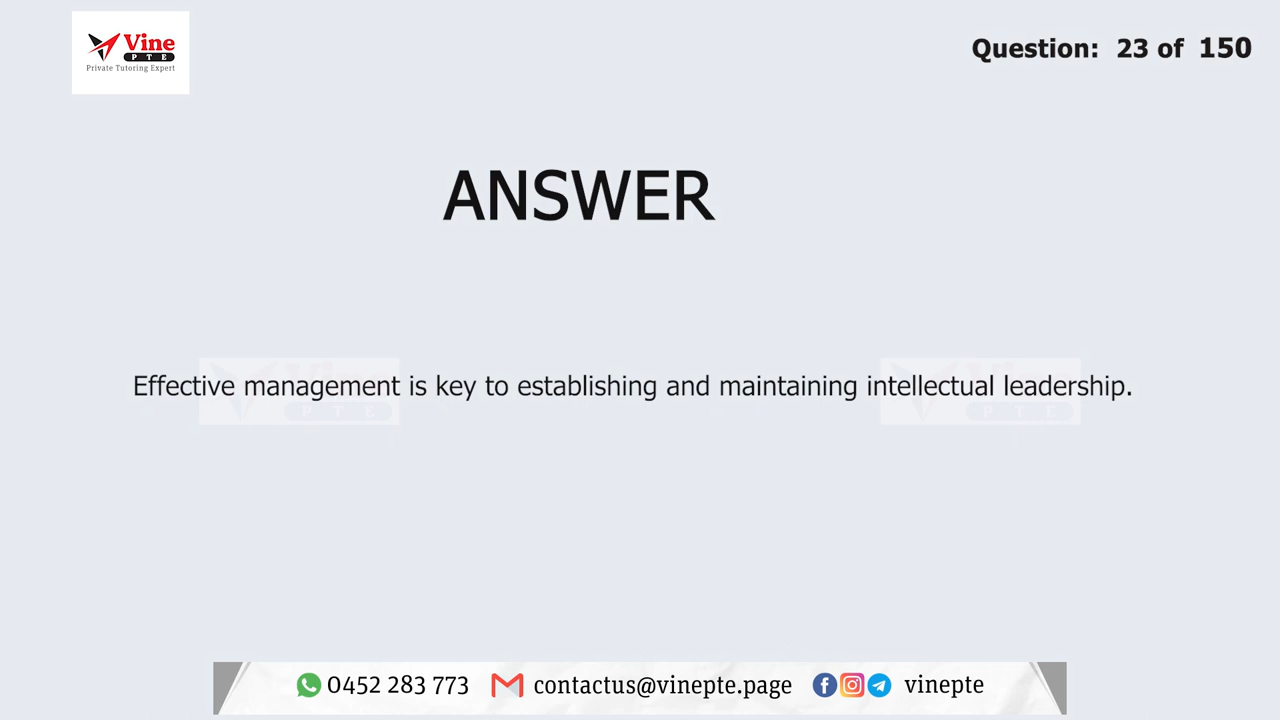 Vine
PTE
Private Tutoring Expert
Question: 23 of 150
ANSWER
Effective management is key to establishing and maintaining intellectual leadership.
0452 283 773
contactus@vinepte.page
vinepte